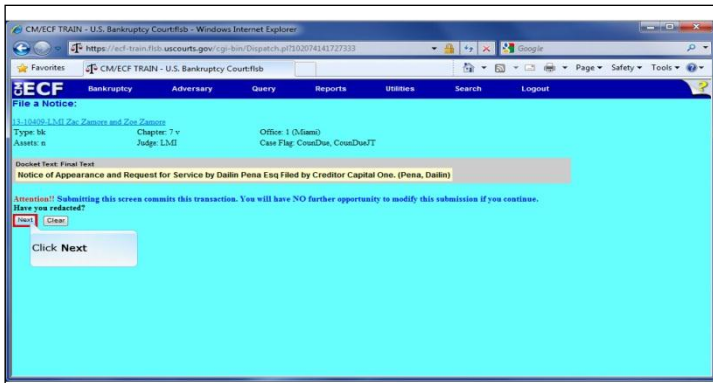 CM/ECF TRAIN - U.S. Bankruptcy Court:flsb - Windows Internet Explorer
https://ecf-train.flsb.uscourts.gov/cgi-bin/Dispatch.pl?102074141727333
Google
Favorites
CM/ECF TRAIN - U.S. Bankruptcy Court:flsb
Page
Safety
Tools
ECF
Bankruptcy
Adversary
Query
Reports
Utilities
Search
Logout
?
File a Notice:
13-10409-LMI Zac Zamore and Zoe Zamore
Type: bk
Chapter: 7 v
Office: 1 (Miami)
Assets: n
Judge: LMI
Case Flag: CounDue, CounDueJT
Docket Text: Final Text
Notice of Appearance and Request for Service by Dailin Pena Esq Filed by Creditor Capital One. (Pena, Dailin)
Attention!! Submitting this screen commits this transaction. You will have NO further opportunity to modify this submission if you continue.
Have you redacted?
Next
Clear
Click Next